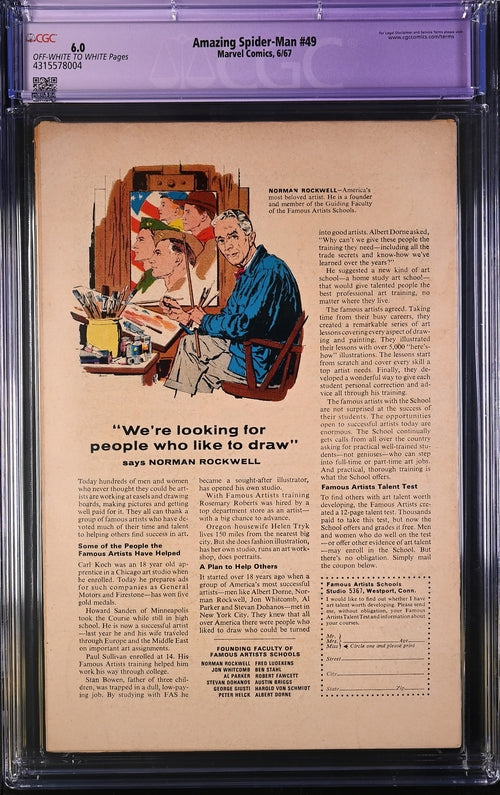 CGC
6.0
OFF-WHITE TO WHITE Pages
4315578004
Amazing Spider-Man #49
Marvel Comics, 6/67
For Legal Disclaimer and Service Terms please visit
www.cgccomics.com/terms
NORMAN ROCKWELL—America's
most beloved artist. He is a founder
and member of the Guiding Faculty
of the Famous Artists Schools.
"We're looking for
people who like to draw"
says NORMAN ROCKWELL
Today hundreds of men and women
who never thought they could be art-
ists are working at easels and drawing
boards, making pictures and getting
well paid for it. They all can thank a
group of famous artists who have de-
voted much of their time and talent
to helping others find success in art.
Some of the People the
Famous Artists Have Helped
Carl Koch was an 18 year old ap-
prentice in a Chicago art studio when
he enrolled. Today he prepares ads
for such companies as General
Motors and Firestone—has won five
gold medals.
Howard Sanden of Minneapolis
took the Course while still in high
school. He is now a successful artist
—last year he and his wife traveled
through Europe and the Middle East
on important art assignments.
Paul Sullivan enrolled at 14. His
Famous Artists training helped him
work his way through college.
Stan Bowen, father of three chil-
dren, was trapped in a dull, low-pay-
ing job. By studying with FAS he
became a sought-after illustrator,
has opened his own studio.
With Famous Artists training
Rosemary Roberts was hired by a
top department store as an artist—
with a big chance to advance.
Oregon housewife Helen Tryk
lives 150 miles from the nearest big
city. But she does fashion illustration,
has her own studio, runs an art work-
shop, does portraits.
A Plan to Help Others
It started over 18 years ago when a
group of America's most successful
artists—men like Albert Dorne, Nor-
man Rockwell, Jon Whitcomb, Al
Parker and Stevan Dohanos—met in
New York City. They knew that all
over America there were people who
liked to draw who could be turned
FOUNDING FACULTY OF
FAMOUS ARTISTS SCHOOLS
NORMAN ROCKWELL FRED LUDEKENS
JON WHITCOMB BEN STAHL
AL PARKER ROBERT FAWCETT
STEVAN DOHANOS AUSTIN BRIGGS
GEORGE GIUSTI HAROLD VON SCHMIDT
PETER HELCK ALBERT DORNE
into good artists. Albert Dorne asked,
"Why can't we give these people the
training they need—including all the
trade secrets and know-how we've
learned over the years?"
He suggested a new kind of art
school—a home study art school—
that would give talented people the
best professional art training, no
matter where they live.
The famous artists agreed. Taking
time from their busy careers, they
created a remarkable series of art
lessons covering every aspect of draw-
ing and painting. They illustrated
their lessons with over 5,000 "here's-
how" illustrations. The lessons start
from scratch and cover every skill a
top artist needs. Finally, they de-
veloped a wonderful way to give each
student personal correction and ad-
vice all through his training.
The famous artists with the School
are not surprised at the success of
their students. The opportunities
open to successful artists today are
enormous. The School continually
gets calls from all over the country
asking for practical well-trained stu-
dents—not geniuses—who can step
into full-time or part-time art jobs.
And practical, thorough training is
what the School offers.
Famous Artists Talent Test
To find others with art talent worth
developing, the Famous Artists cre-
ated a 12-page talent test. Thousands
paid to take this test, but now the
School offers and grades it free. Men
and women who do well on the test
—or offer other evidence of art talent
—may enroll in the School. But
there's no obligation. Simply mail
the coupon below.
Famous Artists Schools
Studio 5367, Westport, Conn.
I would like to find out whether I have
art talent worth developing. Please send
me, without obligation, your Famous
Artists Talent Test and information about
your courses.
Mr.
Mrs. Age
Miss Circle one and please print
Street
City
State Zip